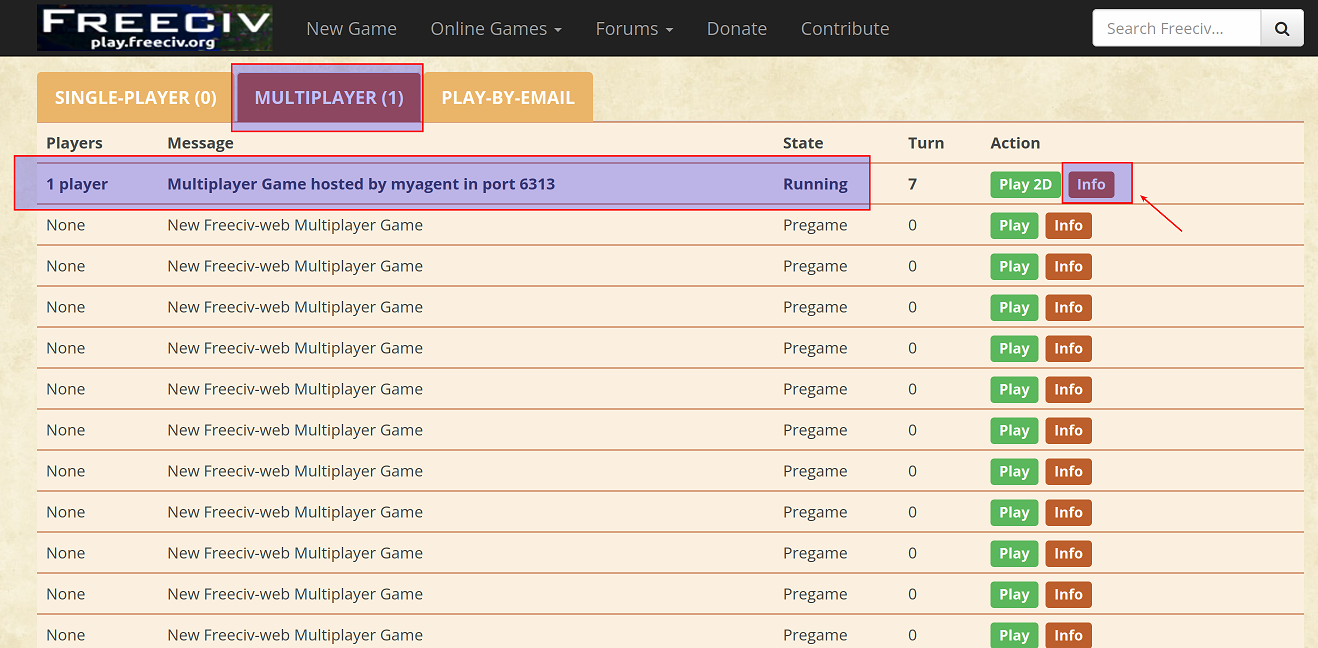 FREECIV
play.freeciv.org
New Game Online Games Forums Donate Contribute Search Freeciv...
SINGLE-PLAYER (0) MULTIPLAYER (1) PLAY-BY-EMAIL
Players Message State Turn Action
1 player Multiplayer Game hosted by myagent in port 6313 Running 7 Play 2D Info
None New Freeciv-web Multiplayer Game Pregame 0 Play Info
None New Freeciv-web Multiplayer Game Pregame 0 Play Info
None New Freeciv-web Multiplayer Game Pregame 0 Play Info
None New Freeciv-web Multiplayer Game Pregame 0 Play Info
None New Freeciv-web Multiplayer Game Pregame 0 Play Info
None New Freeciv-web Multiplayer Game Pregame 0 Play Info
None New Freeciv-web Multiplayer Game Pregame 0 Play Info
None New Freeciv-web Multiplayer Game Pregame 0 Play Info
None New Freeciv-web Multiplayer Game Pregame 0 Play Info
None New Freeciv-web Multiplayer Game Pregame 0 Play Info
None New Freeciv-web Multiplayer Game Pregame 0 Play Info